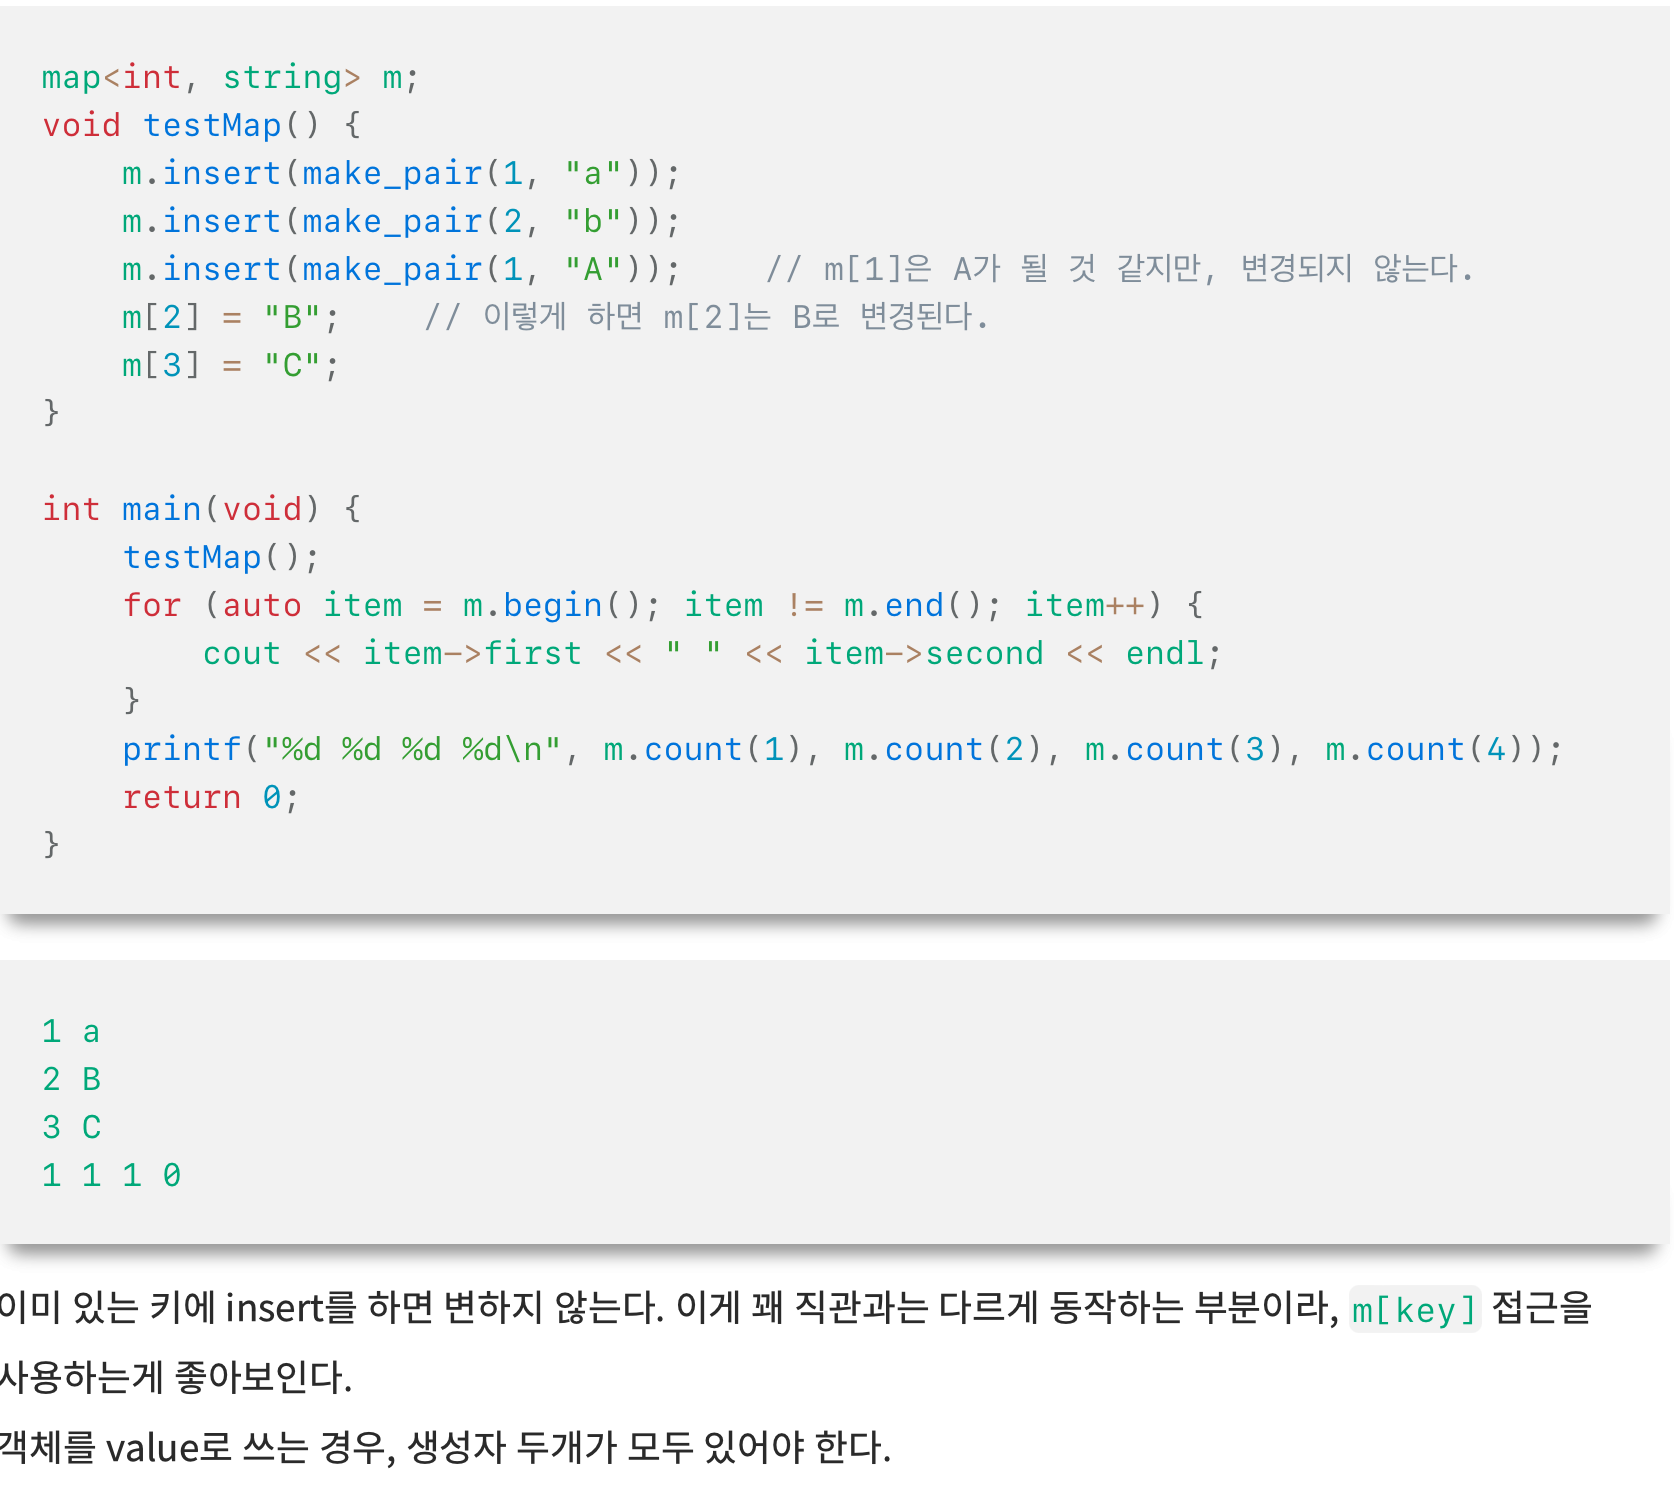 map<int, string> m;
void testMap() {
    m.insert(make_pair(1, "a"));
    m.insert(make_pair(2, "b"));
    m.insert(make_pair(1, "A"));    // m[1]은 A가 될 것 같지만, 변경되지 않는다.
    m[2] = "B";    // 이렇게 하면 m[2]는 B로 변경된다.
    m[3] = "C";
}

int main(void) {
    testMap();
    for (auto item = m.begin(); item != m.end(); item++) {
        cout << item->first << " " << item->second << endl;
    }
    printf("%d %d %d %d\n", m.count(1), m.count(2), m.count(3), m.count(4));
    return 0;
}
1 a
2 B
3 C
1 1 1 0
이미 있는 키에 insert를 하면 변하지 않는다. 이게 꽤 직관과는 다르게 동작하는 부분이라, m[key] 접근을
사용하는게 좋아보인다.
객체를 value로 쓰는 경우, 생성자 두개가 모두 있어야 한다.